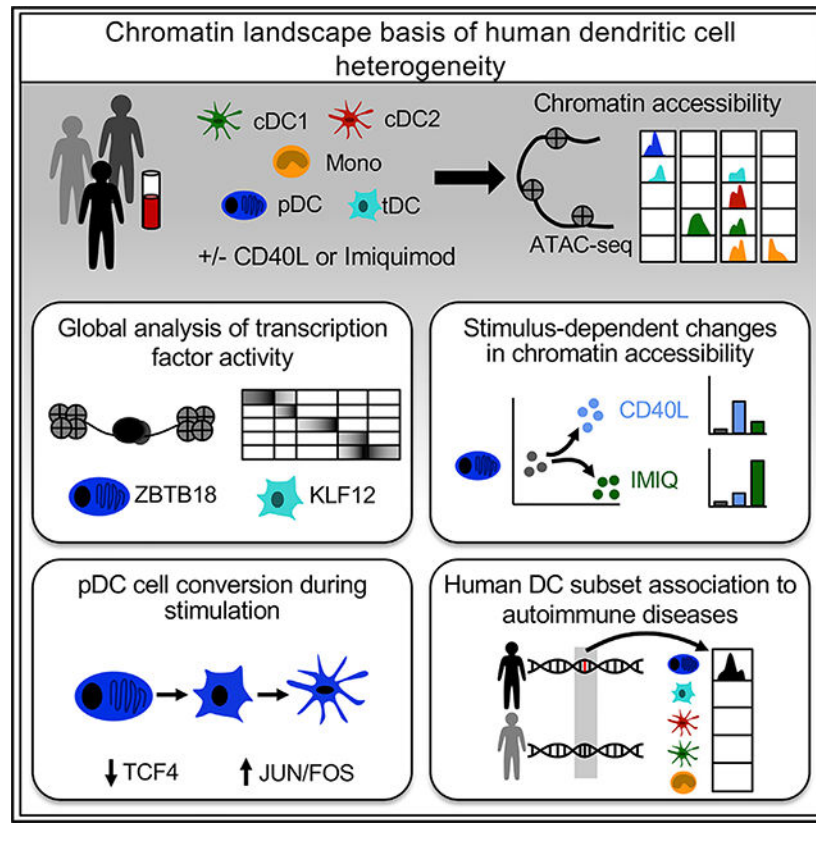 Chromatin landscape basis of human dendritic cell
heterogeneity
cDC1
cDC2
Mono
pDC
tDC
+/- CD40L or Imiquimod
Chromatin accessibility
ATAC-seq
Global analysis of transcription
factor activity
ZBTB18
KLF12
Stimulus-dependent changes
in chromatin accessibility
CD40L
IMIQ
pDC cell conversion during
stimulation
↓ TCF4
↑ JUN/FOS
Human DC subset association to
autoimmune diseases